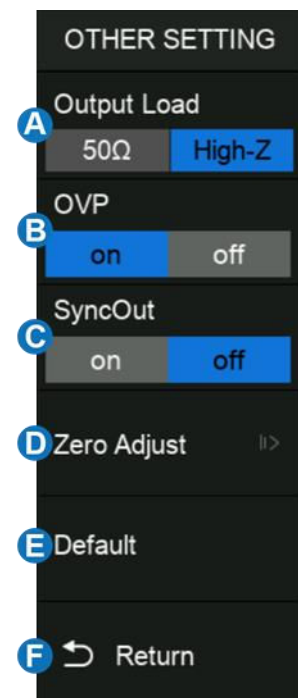 OTHER SETTING
Output Load
A
50Ω High-Z
OVP
B
on off
SyncOut
C
on off
D Zero Adjust
E Default
F Return